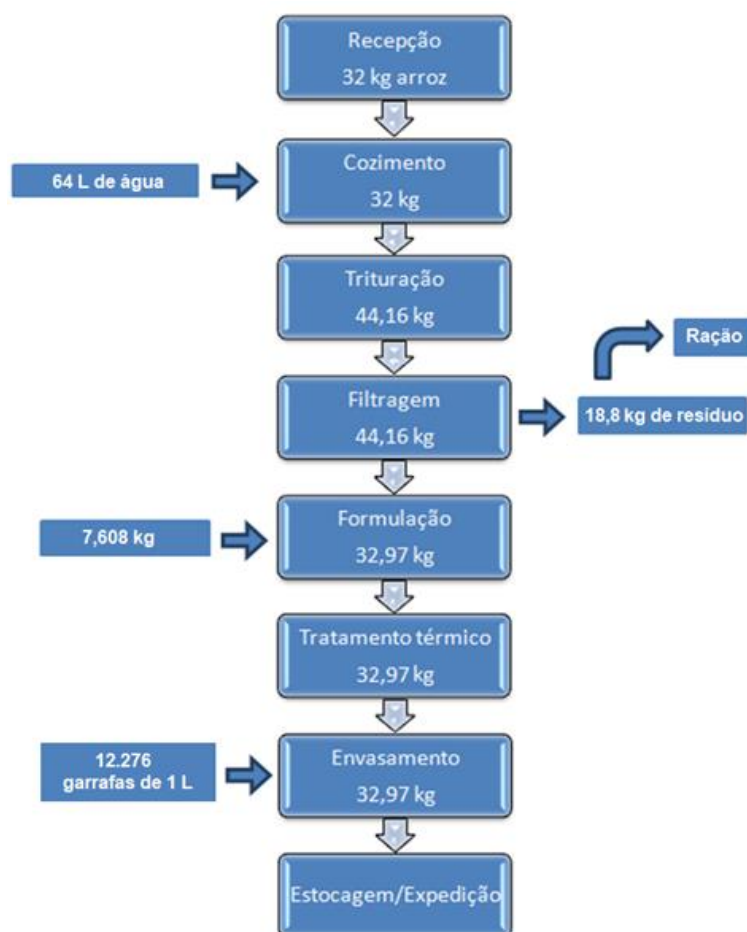 Recepção
32 kg arroz
64 L de água
Cozimento
32 kg
Trituração
44,16 kg
Ração
Filtragem
44,16 kg
18,8 kg de resíduo
7,608 kg
Formulação
32,97 kg
Tratamento térmico
32,97 kg
12.276
garrafas de 1 L
Envasamento
32,97 kg
Estocagem/Expedição